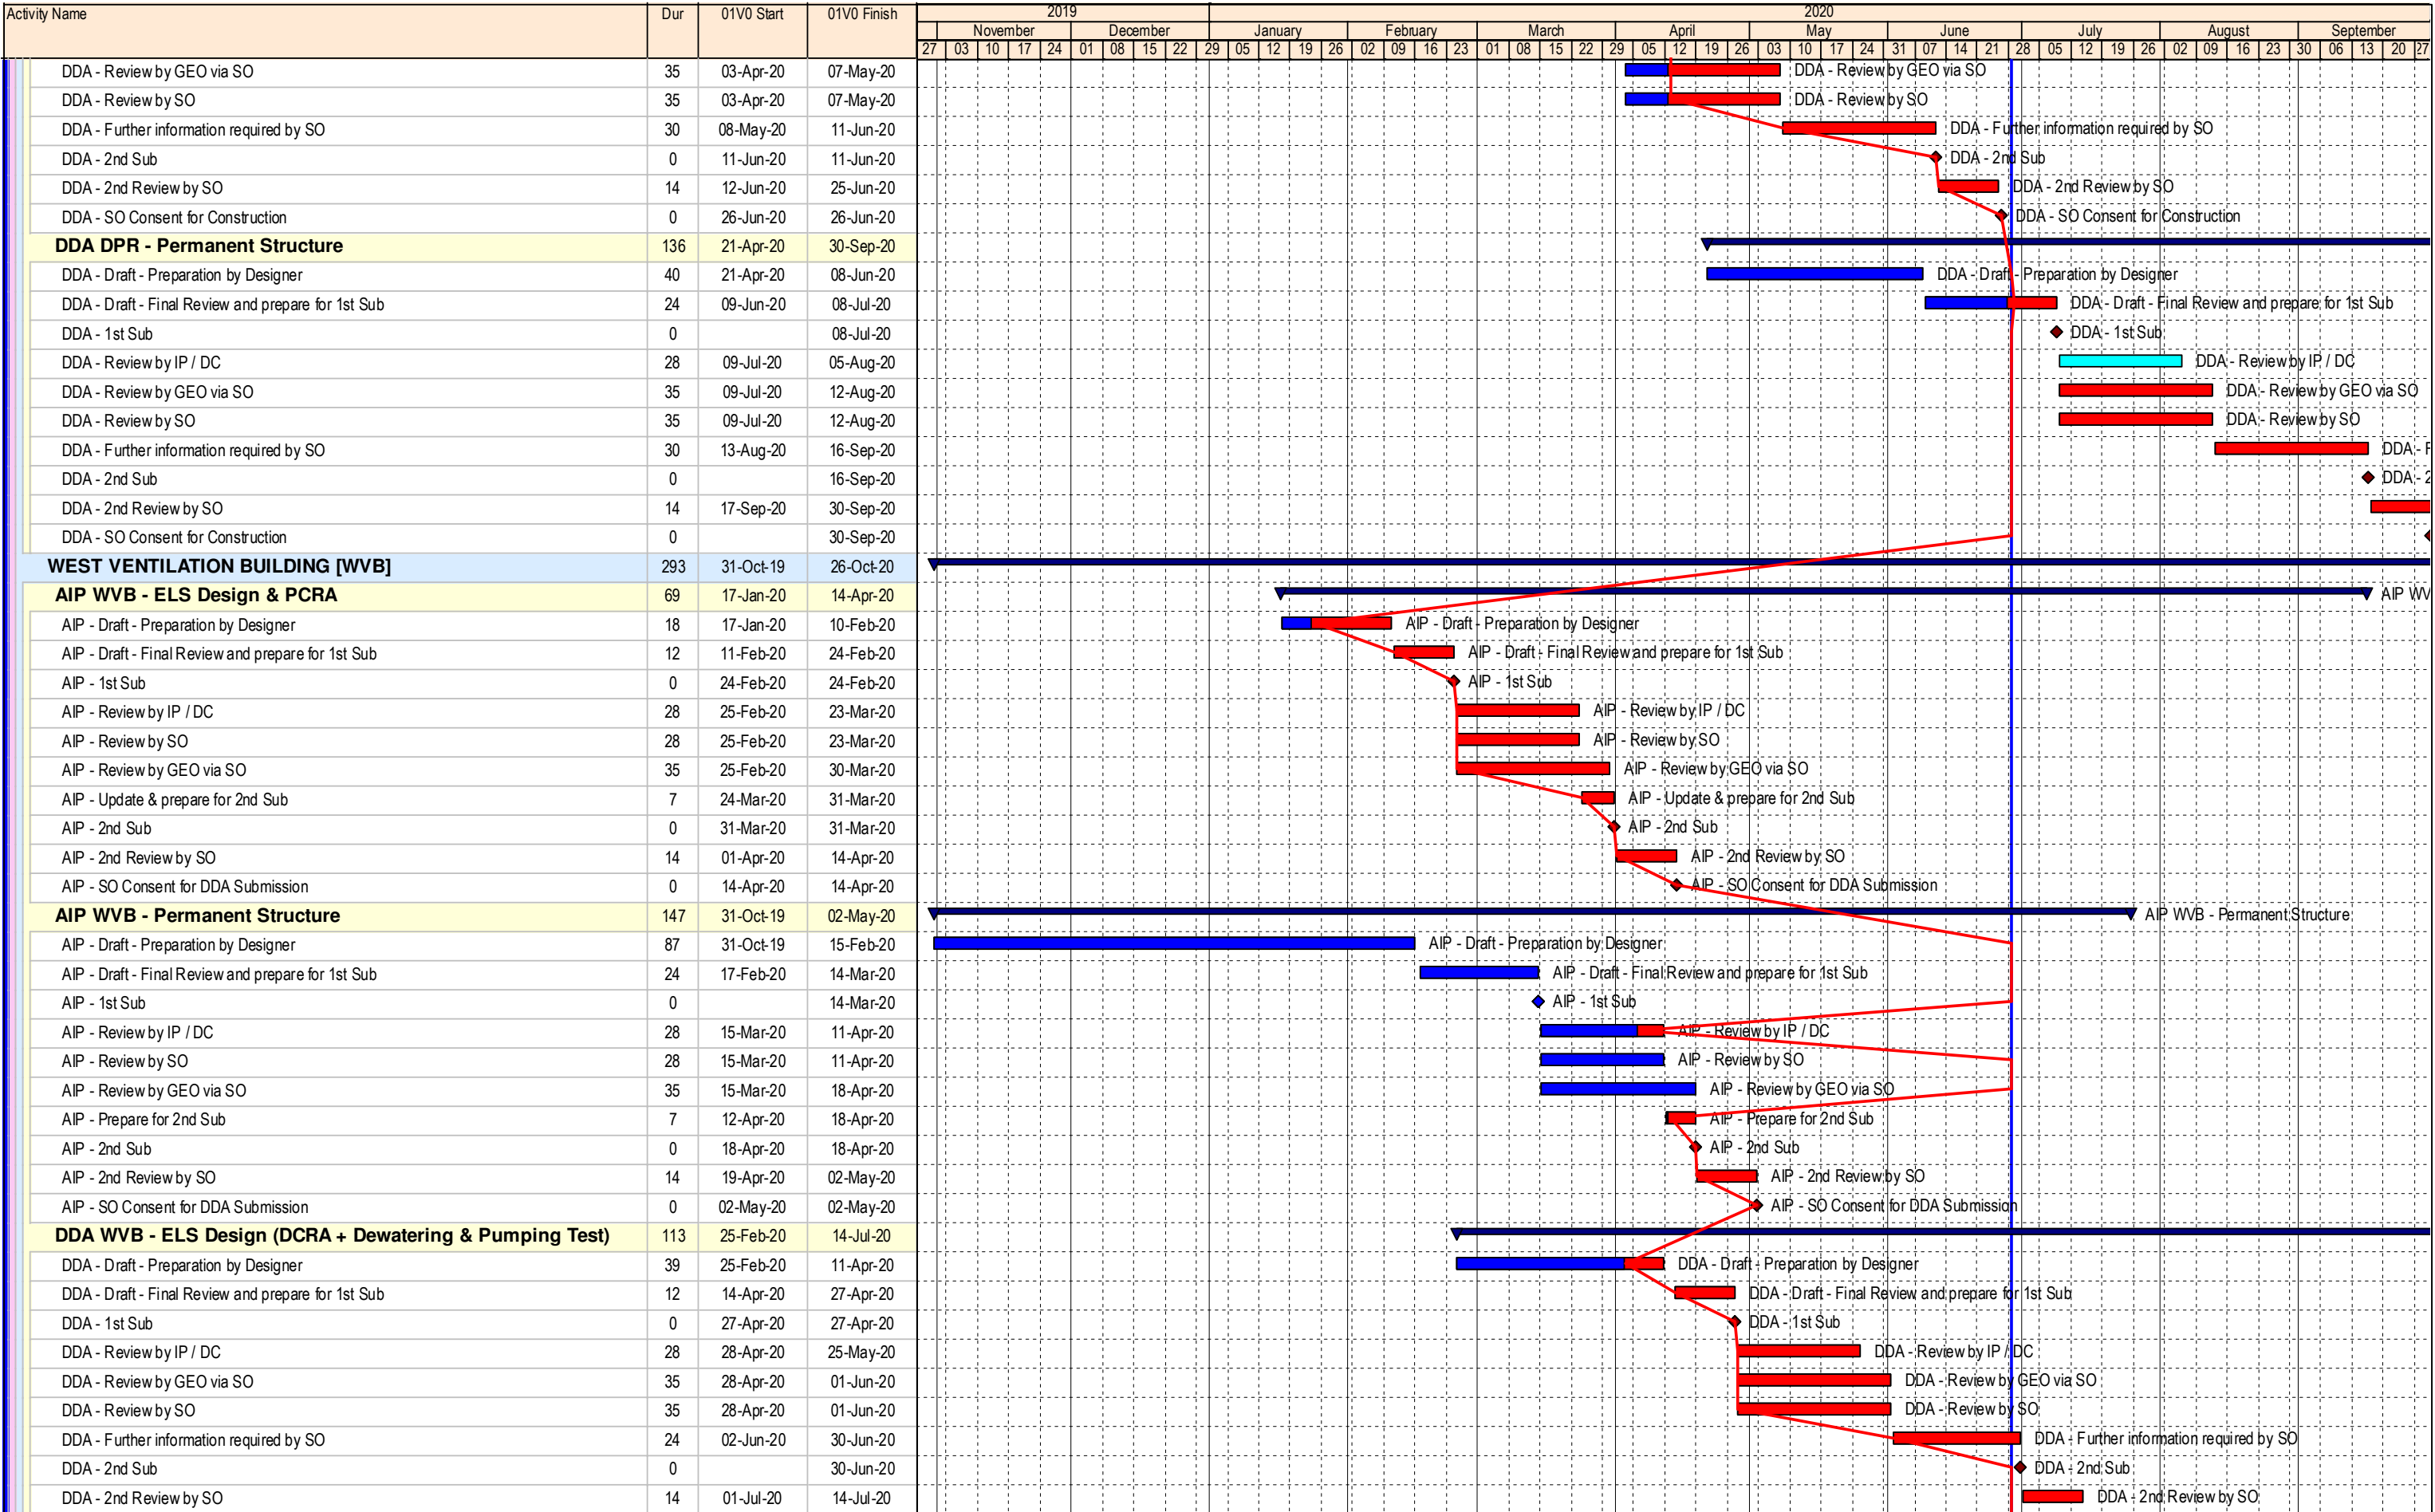 Activity Name Dur 01V0 Start 01V0 Finish 2019 2020
November December January February March April May June July August September
27 03 10 17 24 01 08 15 22 29 05 12 19 26 02 09 16 23 01 08 15 22 29 05 12 19 26 03 10 17 24 31 07 14 21 28 05 12 19 26 02 09 16 23 30 06 13 20 27
DDA - Review by GEO via SO 35 03-Apr-20 07-May-20 DDA - Review by GEO via SO
DDA - Review by SO 35 03-Apr-20 07-May-20 DDA - Review by SO
DDA - Further information required by SO 30 08-May-20 11-Jun-20 DDA - Further information required by SO
DDA - 2nd Sub 0 11-Jun-20 11-Jun-20 DDA - 2nd Sub
DDA - 2nd Review by SO 14 12-Jun-20 25-Jun-20 DDA - 2nd Review by SO
DDA - SO Consent for Construction 0 26-Jun-20 26-Jun-20 DDA - SO Consent for Construction
DDA DPR - Permanent Structure 136 21-Apr-20 30-Sep-20
DDA - Draft - Preparation by Designer 40 21-Apr-20 08-Jun-20 DDA - Draft - Preparation by Designer
DDA - Draft - Final Review and prepare for 1st Sub 24 09-Jun-20 08-Jul-20 DDA - Draft - Final Review and prepare for 1st Sub
DDA - 1st Sub 0 08-Jul-20 DDA - 1st Sub
DDA - Review by IP / DC 28 09-Jul-20 05-Aug-20 DDA - Review by IP / DC
DDA - Review by GEO via SO 35 09-Jul-20 12-Aug-20 DDA - Review by GEO via SO
DDA - Review by SO 35 09-Jul-20 12-Aug-20 DDA - Review by SO
DDA - Further information required by SO 30 13-Aug-20 16-Sep-20 DDA - F
DDA - 2nd Sub 0 16-Sep-20 DDA - 2
DDA - 2nd Review by SO 14 17-Sep-20 30-Sep-20
DDA - SO Consent for Construction 0 30-Sep-20
WEST VENTILATION BUILDING [WVB] 293 31-Oct-19 26-Oct-20
AIP WVB - ELS Design & PCRA 69 17-Jan-20 14-Apr-20 AIP WV
AIP - Draft - Preparation by Designer 18 17-Jan-20 10-Feb-20 AIP - Draft - Preparation by Designer
AIP - Draft - Final Review and prepare for 1st Sub 12 11-Feb-20 24-Feb-20 AIP - Draft - Final Review and prepare for 1st Sub
AIP - 1st Sub 0 24-Feb-20 24-Feb-20 AIP - 1st Sub
AIP - Review by IP / DC 28 25-Feb-20 23-Mar-20 AIP - Review by IP / DC
AIP - Review by SO 28 25-Feb-20 23-Mar-20 AIP - Review by SO
AIP - Review by GEO via SO 35 25-Feb-20 30-Mar-20 AIP - Review by GEO via SO
AIP - Update & prepare for 2nd Sub 7 24-Mar-20 31-Mar-20 AIP - Update & prepare for 2nd Sub
AIP - 2nd Sub 0 31-Mar-20 31-Mar-20 AIP - 2nd Sub
AIP - 2nd Review by SO 14 01-Apr-20 14-Apr-20 AIP - 2nd Review by SO
AIP - SO Consent for DDA Submission 0 14-Apr-20 14-Apr-20 AIP - SO Consent for DDA Submission
AIP WVB - Permanent Structure 147 31-Oct-19 02-May-20 AIP WVB - Permanent Structure
AIP - Draft - Preparation by Designer 87 31-Oct-19 15-Feb-20 AIP - Draft - Preparation by Designer
AIP - Draft - Final Review and prepare for 1st Sub 24 17-Feb-20 14-Mar-20 AIP - Draft - Final Review and prepare for 1st Sub
AIP - 1st Sub 0 14-Mar-20 AIP - 1st Sub
AIP - Review by IP / DC 28 15-Mar-20 11-Apr-20 AIP - Review by IP / DC
AIP - Review by SO 28 15-Mar-20 11-Apr-20 AIP - Review by SO
AIP - Review by GEO via SO 35 15-Mar-20 18-Apr-20 AIP - Review by GEO via SO
AIP - Prepare for 2nd Sub 7 12-Apr-20 18-Apr-20 AIP - Prepare for 2nd Sub
AIP - 2nd Sub 0 18-Apr-20 18-Apr-20 AIP - 2nd Sub
AIP - 2nd Review by SO 14 19-Apr-20 02-May-20 AIP - 2nd Review by SO
AIP - SO Consent for DDA Submission 0 02-May-20 02-May-20 AIP - SO Consent for DDA Submission
DDA WVB - ELS Design (DCRA + Dewatering & Pumping Test) 113 25-Feb-20 14-Jul-20
DDA - Draft - Preparation by Designer 39 25-Feb-20 11-Apr-20 DDA - Draft - Preparation by Designer
DDA - Draft - Final Review and prepare for 1st Sub 12 14-Apr-20 27-Apr-20 DDA - Draft - Final Review and prepare for 1st Sub
DDA - 1st Sub 0 27-Apr-20 27-Apr-20 DDA - 1st Sub
DDA - Review by IP / DC 28 28-Apr-20 25-May-20 DDA - Review by IP / DC
DDA - Review by GEO via SO 35 28-Apr-20 01-Jun-20 DDA - Review by GEO via SO
DDA - Review by SO 35 28-Apr-20 01-Jun-20 DDA - Review by SO
DDA - Further information required by SO 24 02-Jun-20 30-Jun-20 DDA - Further information required by SO
DDA - 2nd Sub 0 30-Jun-20 DDA - 2nd Sub
DDA - 2nd Review by SO 14 01-Jul-20 14-Jul-20 DDA - 2nd Review by SO